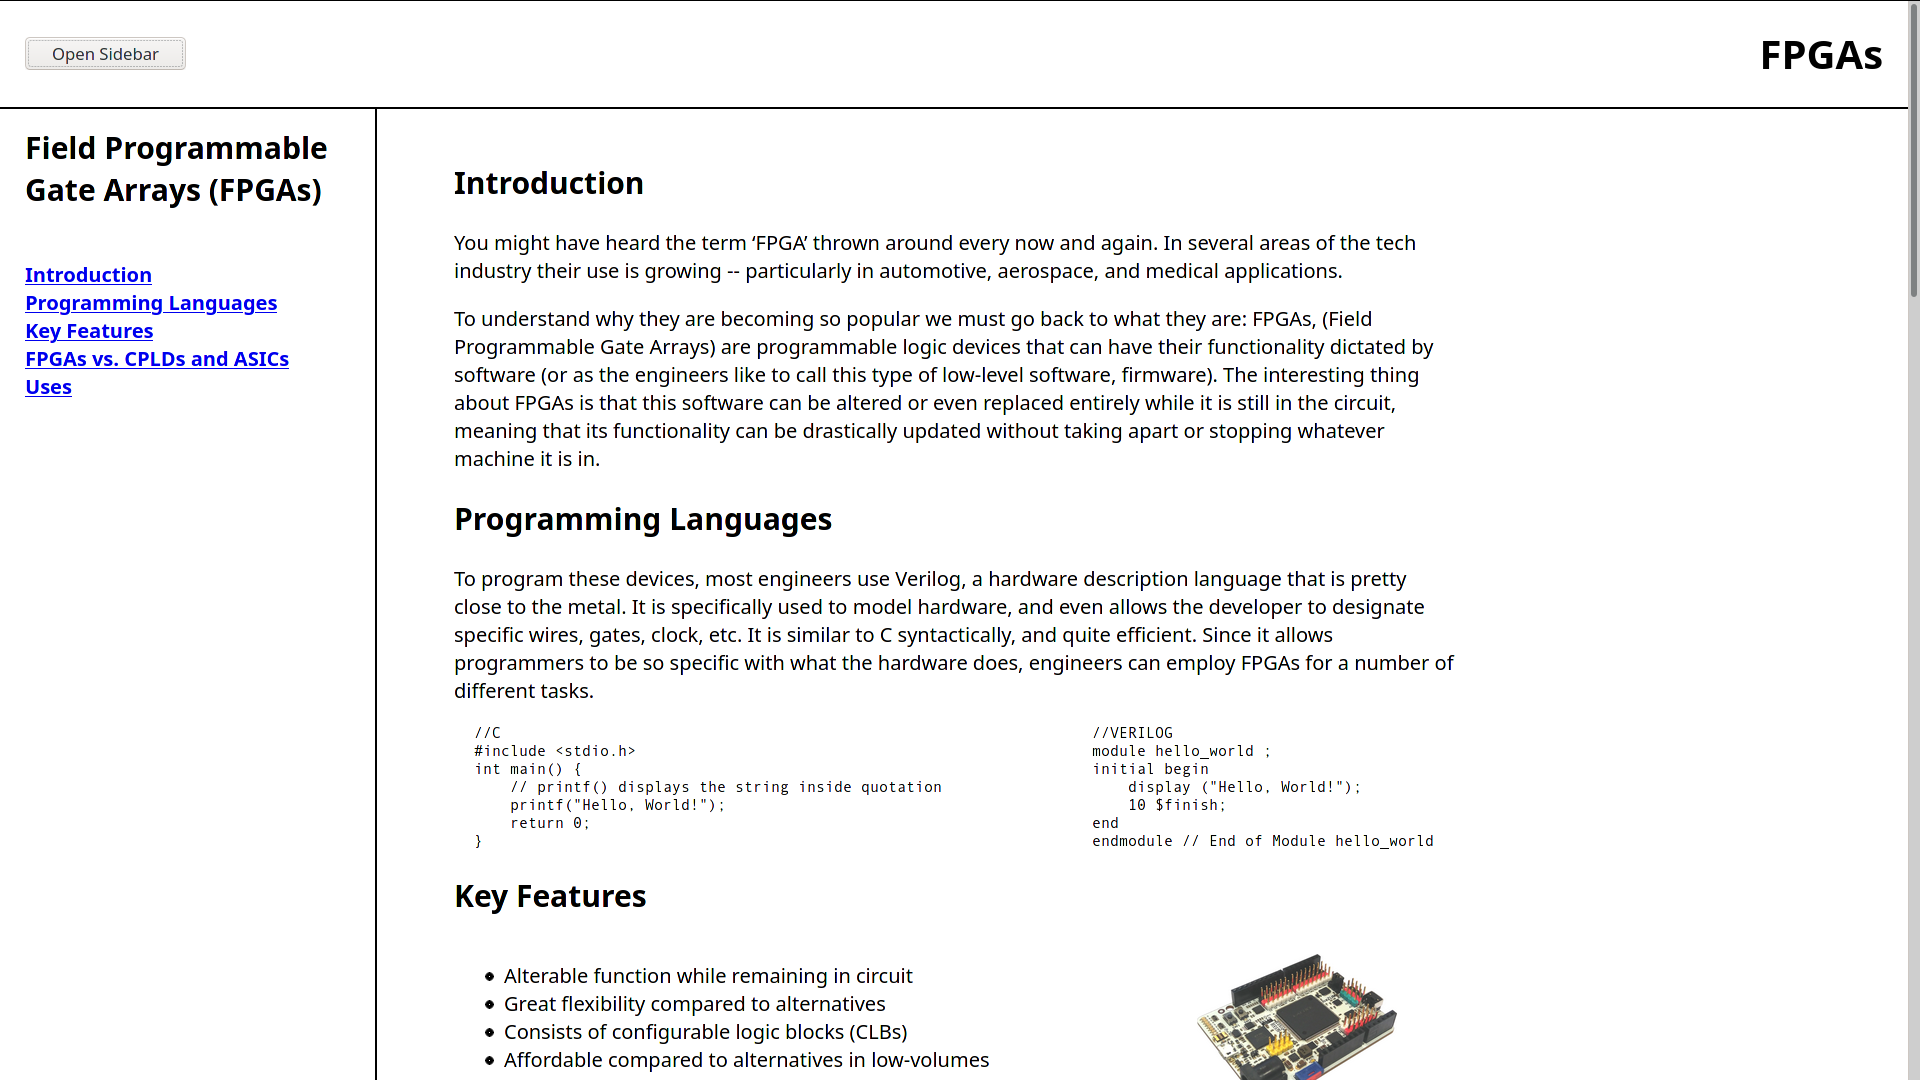 Open Sidebar
FPGAs
Field Programmable
Gate Arrays (FPGAs)
Introduction
Programming Languages
Key Features
FPGAs vs. CPLDs and ASICs
Uses
Introduction
You might have heard the term ‘FPGA’ thrown around every now and again. In several areas of the tech
industry their use is growing -- particularly in automotive, aerospace, and medical applications.
To understand why they are becoming so popular we must go back to what they are: FPGAs, (Field
Programmable Gate Arrays) are programmable logic devices that can have their functionality dictated by
software (or as the engineers like to call this type of low-level software, firmware). The interesting thing
about FPGAs is that this software can be altered or even replaced entirely while it is still in the circuit,
meaning that its functionality can be drastically updated without taking apart or stopping whatever
machine it is in.
Programming Languages
To program these devices, most engineers use Verilog, a hardware description language that is pretty
close to the metal. It is specifically used to model hardware, and even allows the developer to designate
specific wires, gates, clock, etc. It is similar to C syntactically, and quite efficient. Since it allows
programmers to be so specific with what the hardware does, engineers can employ FPGAs for a number of
different tasks.
//C
#include <stdio.h>
int main() {
    // printf() displays the string inside quotation
    printf("Hello, World!");
    return 0;
}
//VERILOG
module hello_world ;
initial begin
    display ("Hello, World!");
    10 $finish;
end
endmodule // End of Module hello_world
Key Features
Alterable function while remaining in circuit
Great flexibility compared to alternatives
Consists of configurable logic blocks (CLBs)
Affordable compared to alternatives in low-volumes